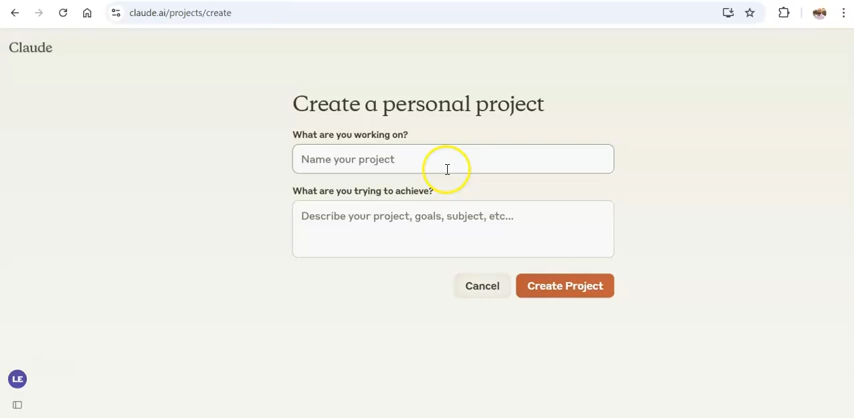 claude.ai/projects/create
Claude
Create a personal project
What are you working on?
Name your project
What are you trying to achieve?
Describe your project, goals, subject, etc...
Cancel
Create Project
LE